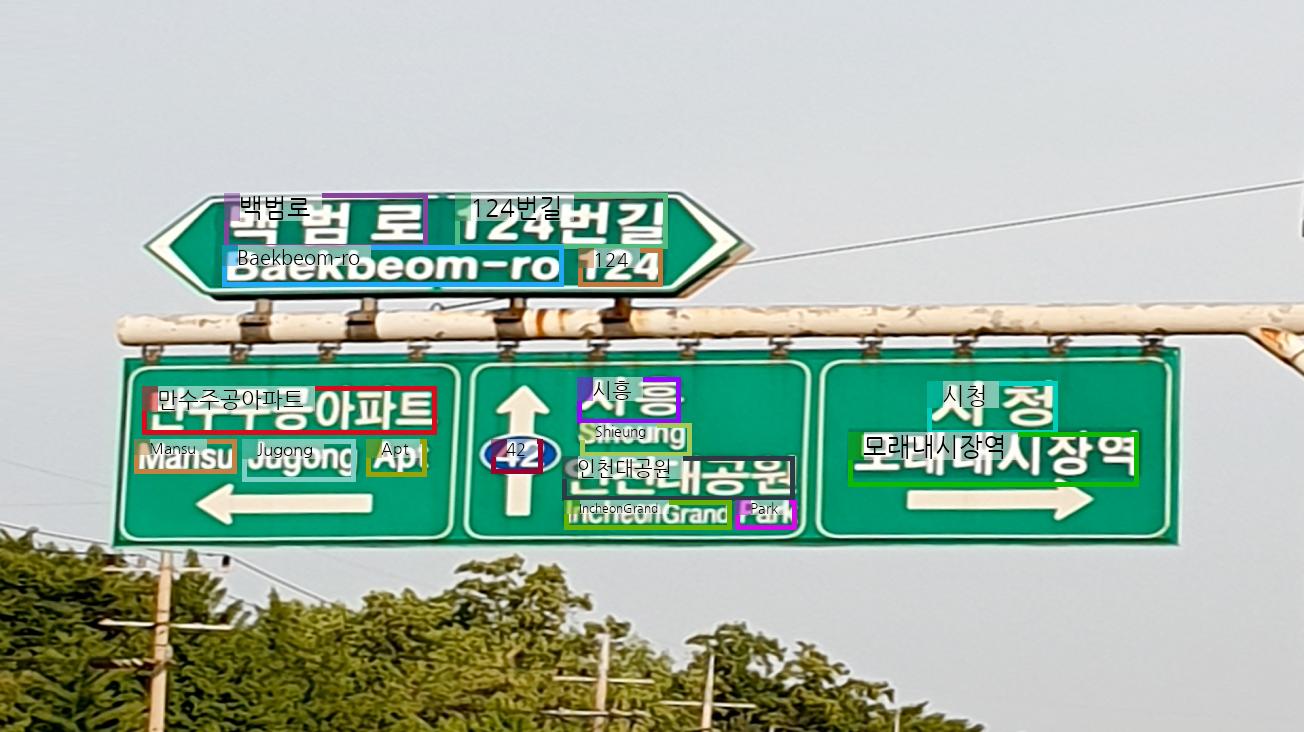 백범로 124번길
Baekbeom-ro 124
만수주공아파트
Mansu Jugong Apt
42
시흥
Siheung
인천대공원
IncheonGrand Park
시청
모래내시장역